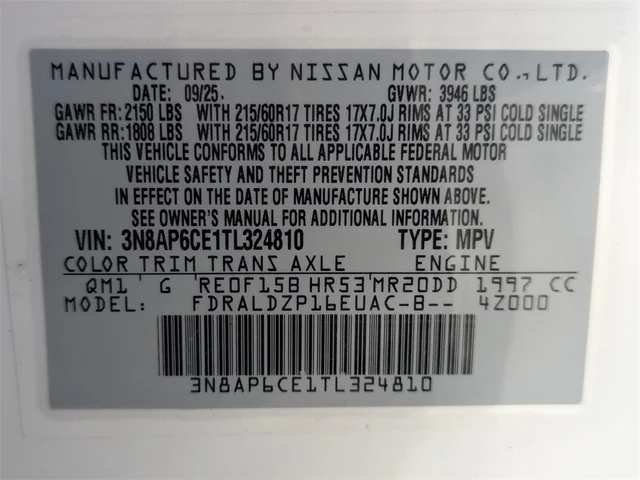 MANUFACTURED BY NISSAN MOTOR CO., LTD.
DATE: 09/25. GVWR: 3946 LBS
GAWR FR: 2150 LBS WITH 215/60R17 TIRES 17X7.0J RIMS AT 33 PSI COLD SINGLE
GAWR RR: 1808 LBS WITH 215/60R17 TIRES 17X7.0J RIMS AT 33 PSI COLD SINGLE
THIS VEHICLE CONFORMS TO ALL APPLICABLE FEDERAL MOTOR
VEHICLE SAFETY AND THEFT PREVENTION STANDARDS
IN EFFECT ON THE DATE OF MANUFACTURE SHOWN ABOVE.
SEE OWNER'S MANUAL FOR FURTHER INFORMATION.
VIN: 3N8AP6CE1TL324810 TYPE: MPV
COLOR TRIM TRANS AXLE ENGINE
QM1 G RE0F15B HR53 MR20DD 1997 CC
MODEL: FDRALDZP16EUAC-B-- 4Z000
3N8AP6CE1TL324810